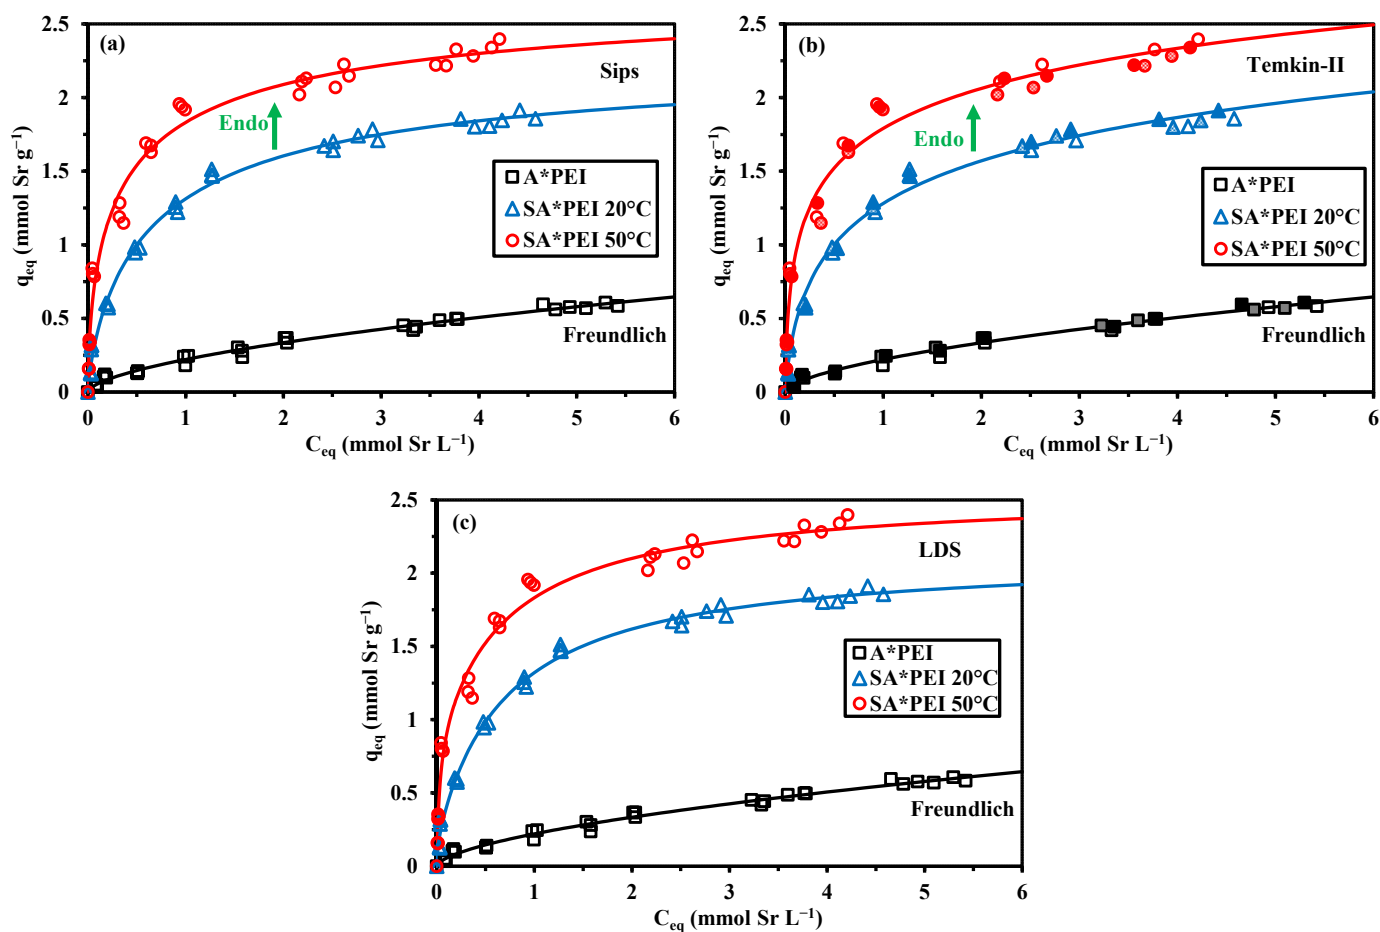 (a)
Sips
Endo
A*PEI
SA*PEI 20°C
SA*PEI 50°C
Freundlich
q_eq (mmol Sr g⁻¹)
2.5
2
1.5
1
0.5
0
0 1 2 3 4 5 6
C_eq (mmol Sr L⁻¹)
(b)
Temkin-II
Endo
A*PEI
SA*PEI 20°C
SA*PEI 50°C
Freundlich
q_eq (mmol Sr g⁻¹)
2.5
2
1.5
1
0.5
0
0 1 2 3 4 5 6
C_eq (mmol Sr L⁻¹)
(c)
LDS
A*PEI
SA*PEI 20°C
SA*PEI 50°C
Freundlich
q_eq (mmol Sr g⁻¹)
2.5
2
1.5
1
0.5
0
0 1 2 3 4 5 6
C_eq (mmol Sr L⁻¹)